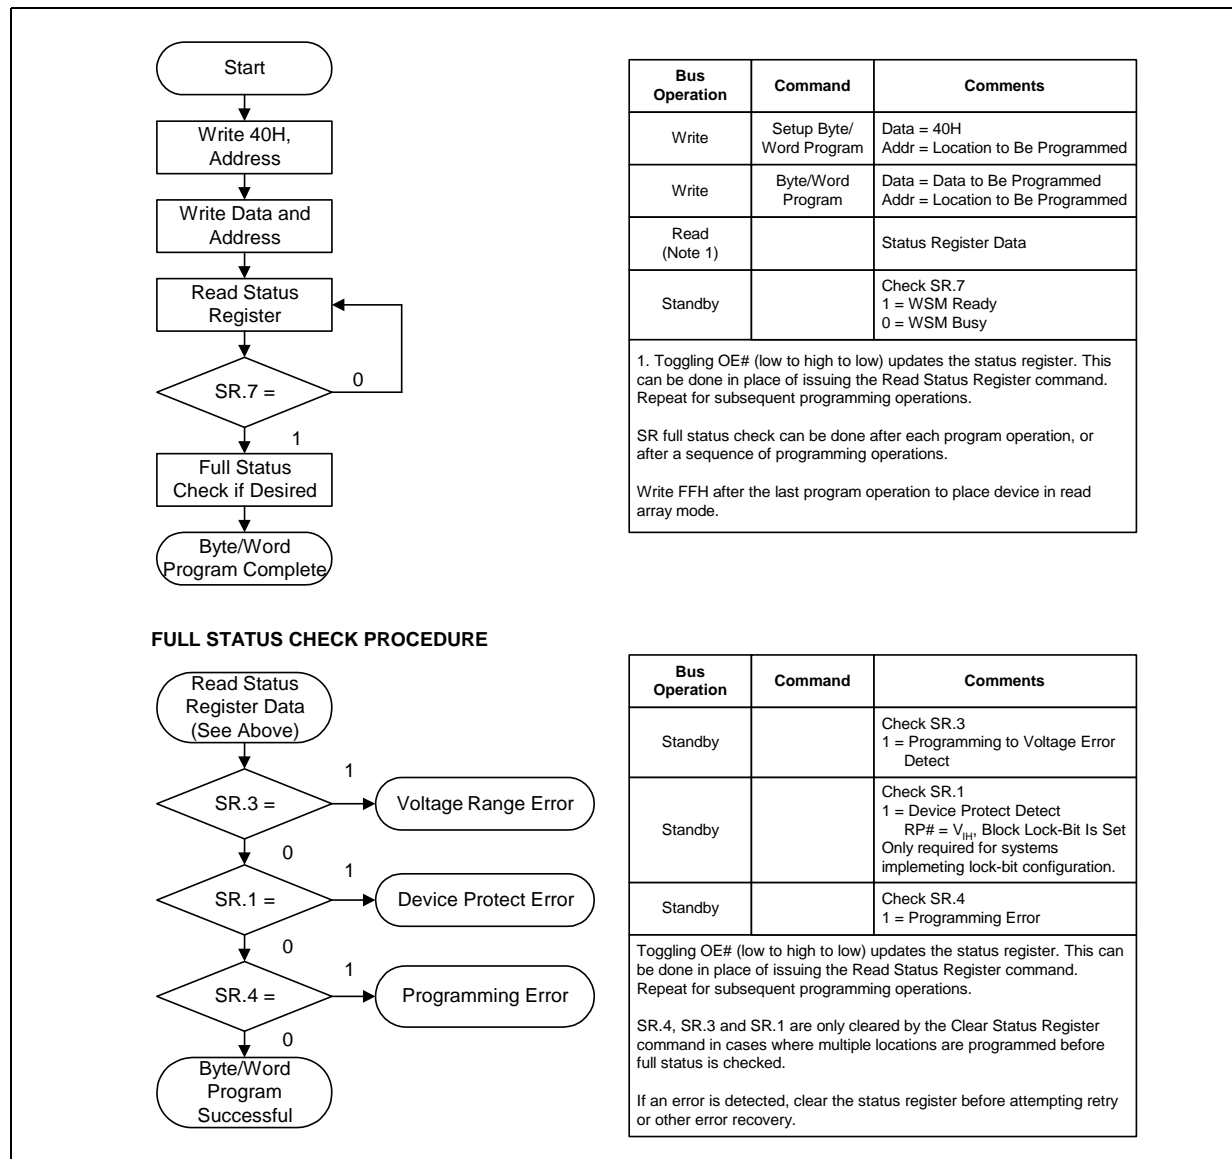 Start
Write 40H,
Address
Write Data and
Address
Read Status
Register
SR.7 =
0
1
Full Status
Check if Desired
Byte/Word
Program Complete
Bus
Operation
Command
Comments
Write
Setup Byte/
Word Program
Data = 40H
Addr = Location to Be Programmed
Write
Byte/Word
Program
Data = Data to Be Programmed
Addr = Location to Be Programmed
Read
(Note 1)
Status Register Data
Standby
Check SR.7
1 = WSM Ready
0 = WSM Busy
1. Toggling OE# (low to high to low) updates the status register. This
can be done in place of issuing the Read Status Register command.
Repeat for subsequent programming operations.
SR full status check can be done after each program operation, or
after a sequence of programming operations.
Write FFH after the last program operation to place device in read
array mode.
FULL STATUS CHECK PROCEDURE
Read Status
Register Data
(See Above)
SR.3 =
1
Voltage Range Error
0
SR.1 =
1
Device Protect Error
0
SR.4 =
1
Programming Error
0
Byte/Word
Program
Successful
Bus
Operation
Command
Comments
Standby
Check SR.3
1 = Programming to Voltage Error
Detect
Standby
Check SR.1
1 = Device Protect Detect
RP# = VIH, Block Lock-Bit Is Set
Only required for systems
implemeting lock-bit configuration.
Standby
Check SR.4
1 = Programming Error
Toggling OE# (low to high to low) updates the status register. This can
be done in place of issuing the Read Status Register command.
Repeat for subsequent programming operations.
SR.4, SR.3 and SR.1 are only cleared by the Clear Status Register
command in cases where multiple locations are programmed before
full status is checked.
If an error is detected, clear the status register before attempting retry
or other error recovery.